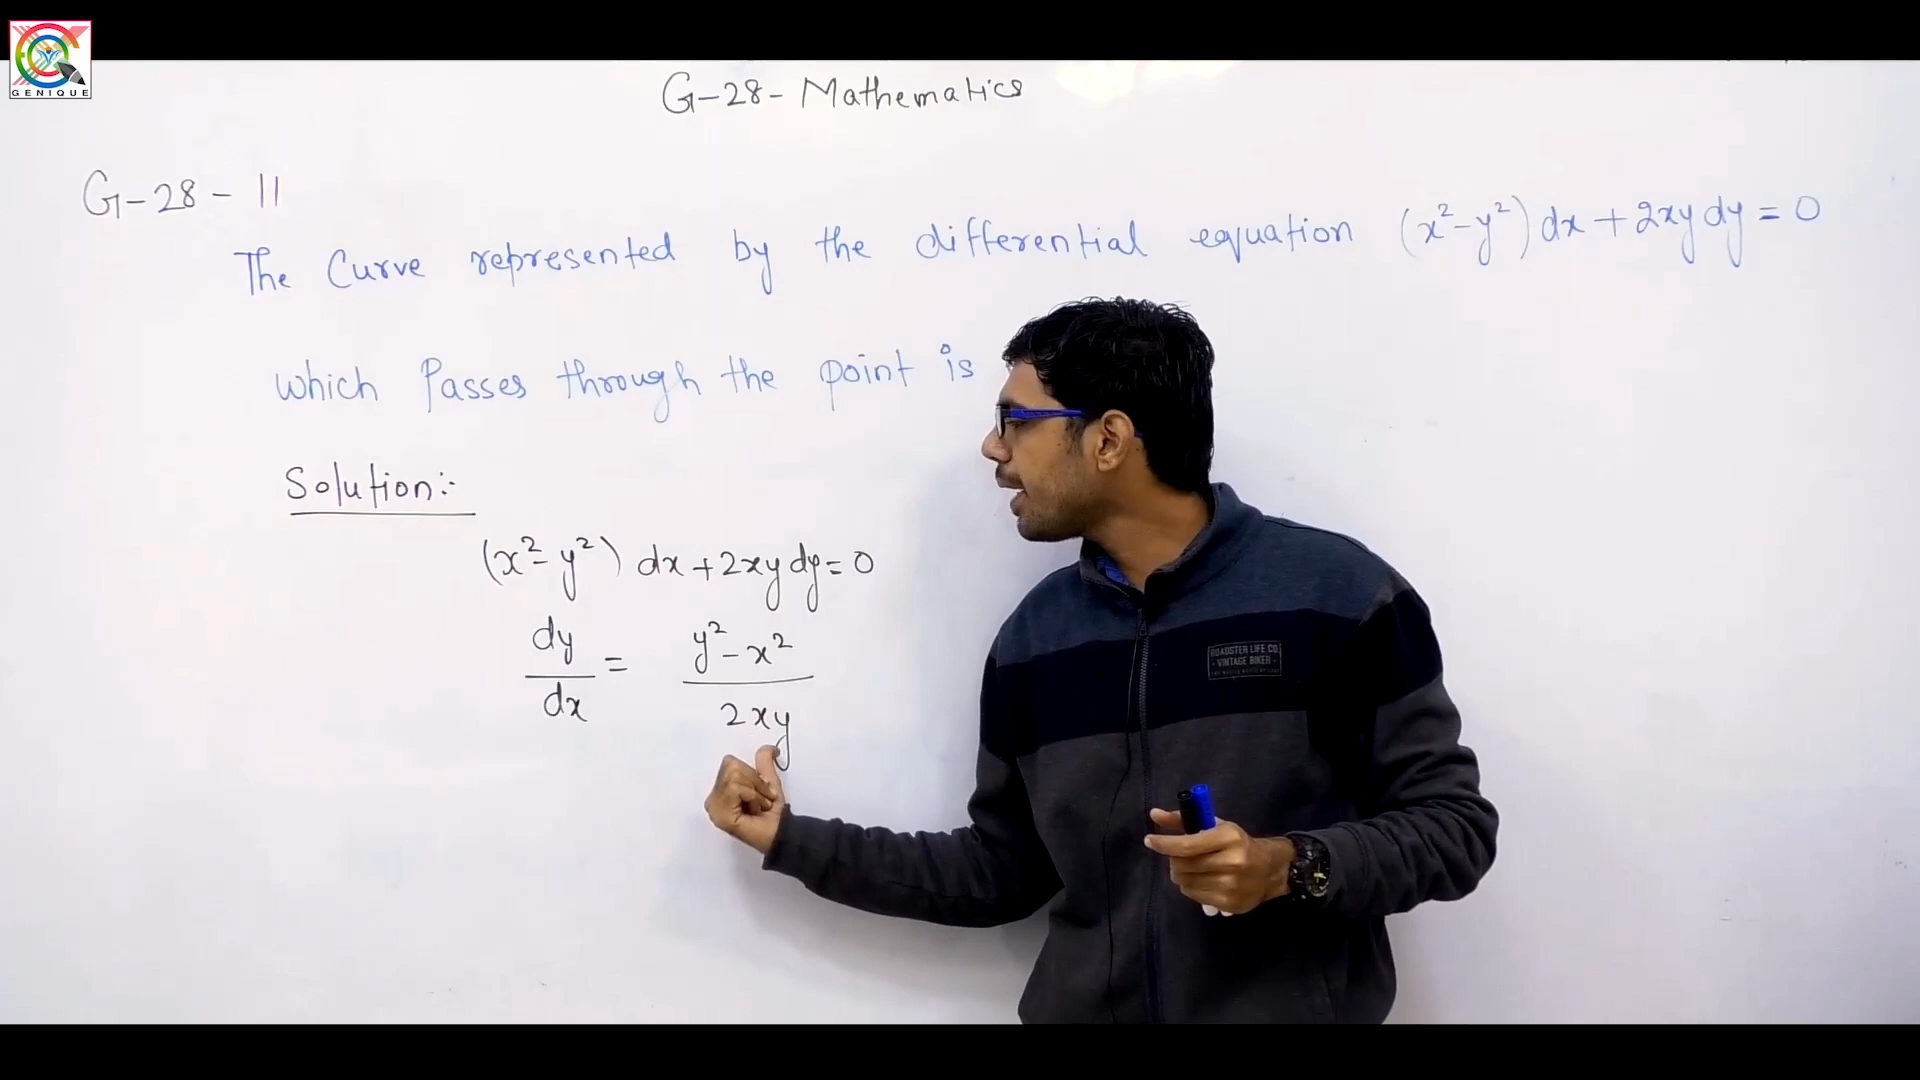 GENIQUE
G-28- Mathematics
G-28-11
The Curve represented by the differential equation (x²-y²) dx + 2xy dy = 0
which Passes through the point is
Solution:-
(x²-y²) dx+2xy dy=0
dy/dx = y²-x²/2xy
ROADSTER LIFE CO.
- VINTAGE BIKER -